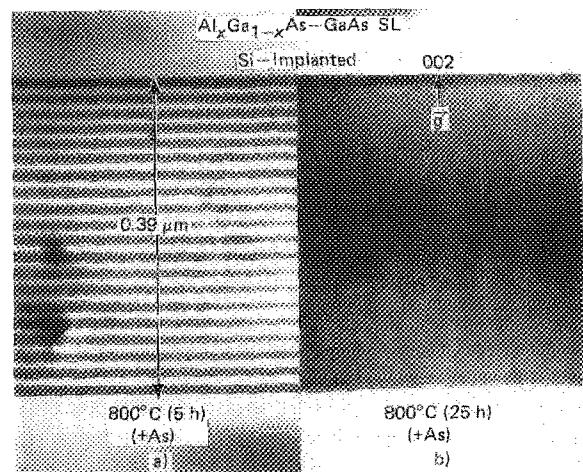 AlxGa1-xAs-GaAs SL
Si-Implanted
002
g
0.39 μm
800°C (5 h)
(+As)
a)
800°C (25 h)
(+As)
b)